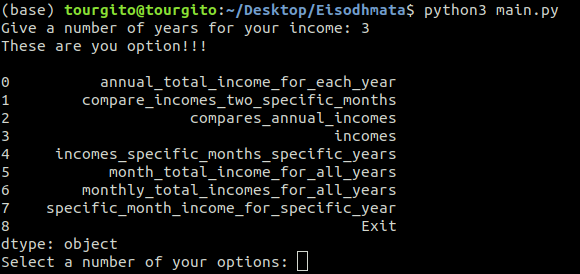 (base) tourgito@tourgito:~/Desktop/Eisodhmata$ python3 main.py
Give a number of years for your income: 3
These are you option!!!
0 annual_total_income_for_each_year
1 compare_incomes_two_specific_months
2 compares_annual_incomes
3 incomes
4 incomes_specific_months_specific_years
5 month_total_income_for_all_years
6 monthly_total_incomes_for_all_years
7 specific_month_income_for_specific_year
8 Exit
dtype: object
Select a number of your options: